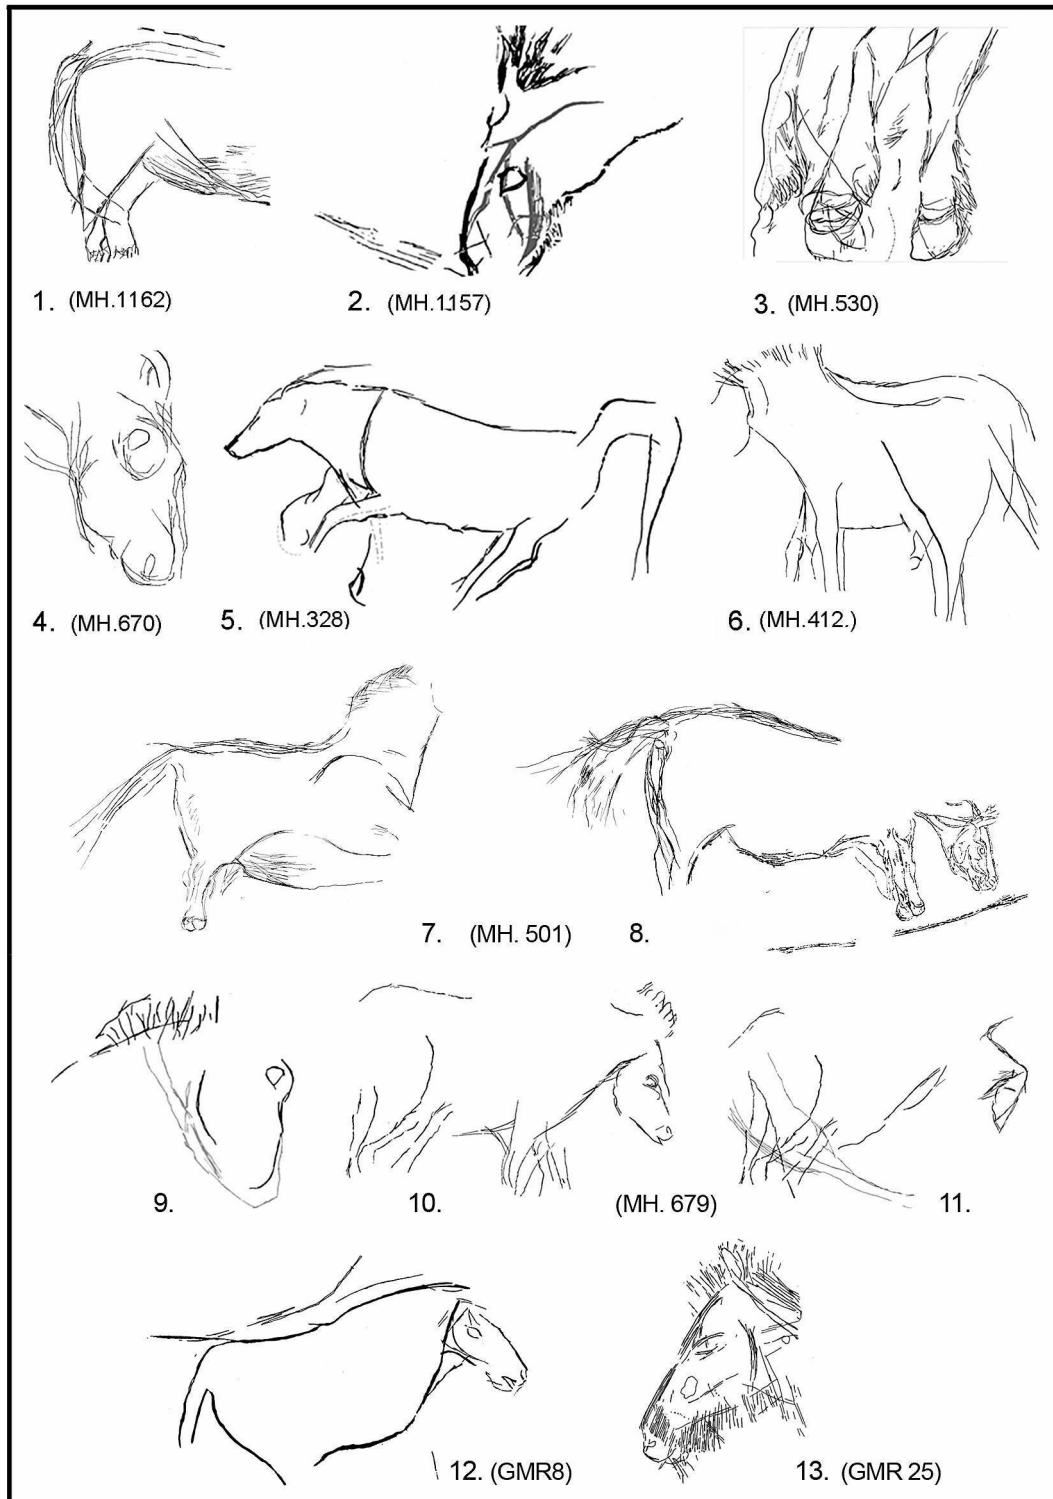 1. (MH.1162) 2. (MH.1157) 3. (MH.530)
4. (MH.670) 5. (MH.328) 6. (MH.412.)
7. (MH. 501) 8.
9. 10. (MH. 679) 11.
12. (GMR8) 13. (GMR 25)